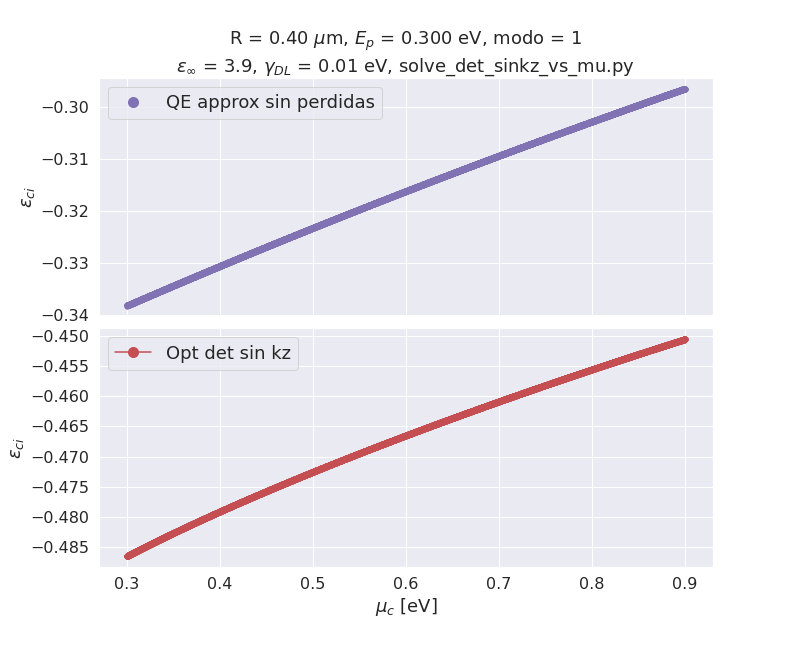 R = 0.40 μm, E_p = 0.300 eV, modo = 1
ε_∞ = 3.9, γ_DL = 0.01 eV, solve_det_sinkz_vs_mu.py
QE approx sin perdidas
−0.30
−0.31
−0.32
−0.33
−0.34
ε_ci
Opt det sin kz
−0.450
−0.455
−0.460
−0.465
−0.470
−0.475
−0.480
−0.485
ε_ci
0.3 0.4 0.5 0.6 0.7 0.8 0.9
μ_c [eV]